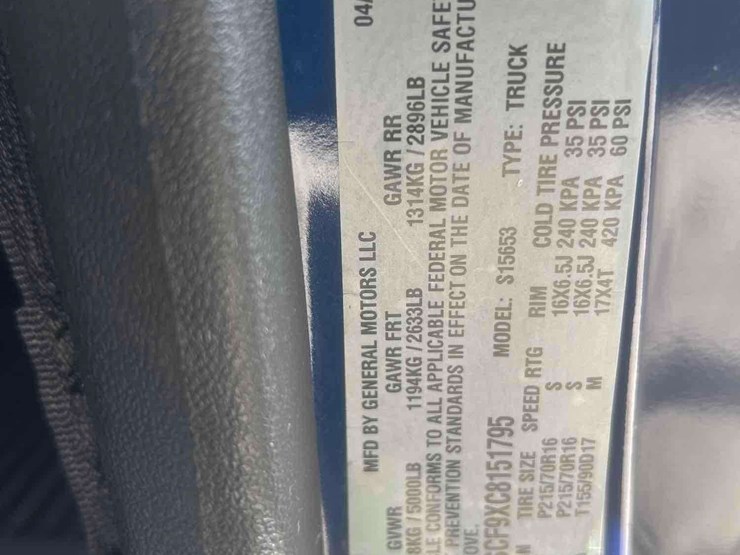 04/
MFD BY GENERAL MOTORS LLC
GVWR GAWR FRT GAWR RR
8KG / 5000LB 1194KG / 2633LB 1314KG / 2896LB
LE CONFORMS TO ALL APPLICABLE FEDERAL MOTOR VEHICLE SAFE
PREVENTION STANDARDS IN EFFECT ON THE DATE OF MANUFACTU
OVE.
CF9XC8151795 MODEL: S15653 TYPE: TRUCK
N TIRE SIZE SPEED RTG RIM COLD TIRE PRESSURE
P215/70R16 S 16X6.5J 240 KPA 35 PSI
P215/70R16 S 16X6.5J 240 KPA 35 PSI
T155/90D17 M 17X4T 420 KPA 60 PSI